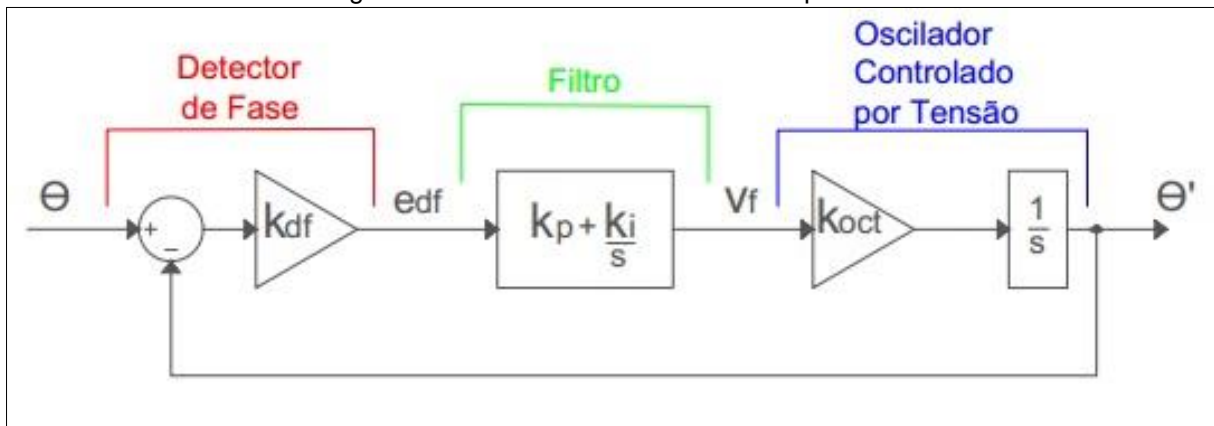 Detector
de Fase
Filtro
Oscilador
Controlado
por Tensão
Ɵ
+
−
kdf
edf
kp + ki
s
Vf
koct
1
s
Ɵ'